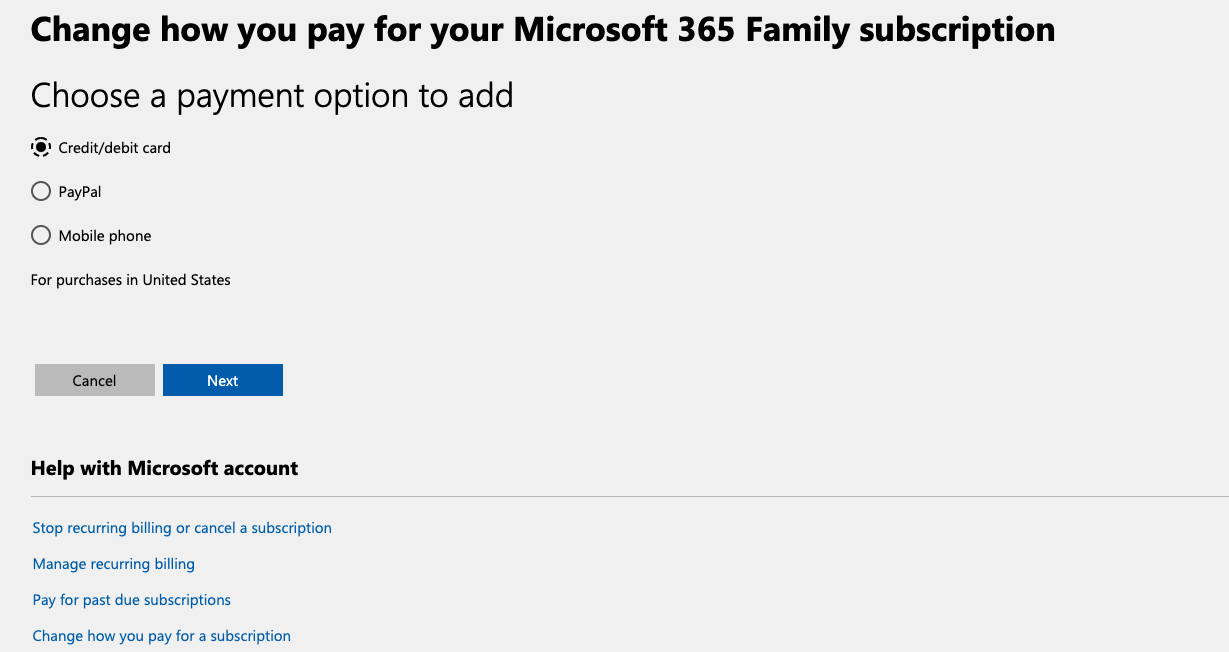 Change how you pay for your Microsoft 365 Family subscription
Choose a payment option to add
Credit/debit card
PayPal
Mobile phone
For purchases in United States
Cancel
Next
Help with Microsoft account
Stop recurring billing or cancel a subscription
Manage recurring billing
Pay for past due subscriptions
Change how you pay for a subscription